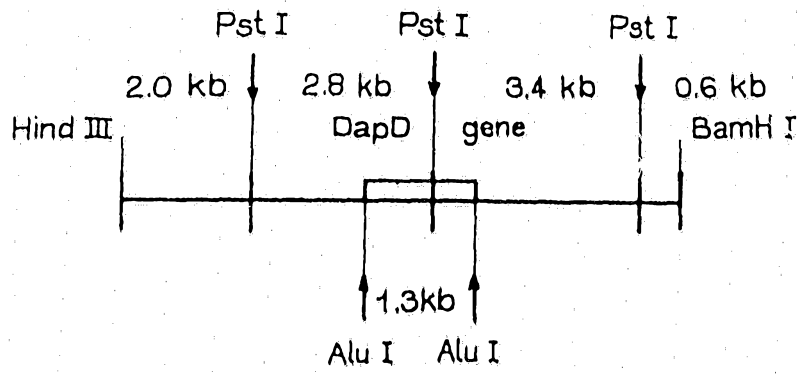 Pst I Pst I Pst I
2.0 kb 2.8 kb 3.4 kb 0.6 kb
Hind III DapD gene BamH I
1.3kb
Alu I Alu I